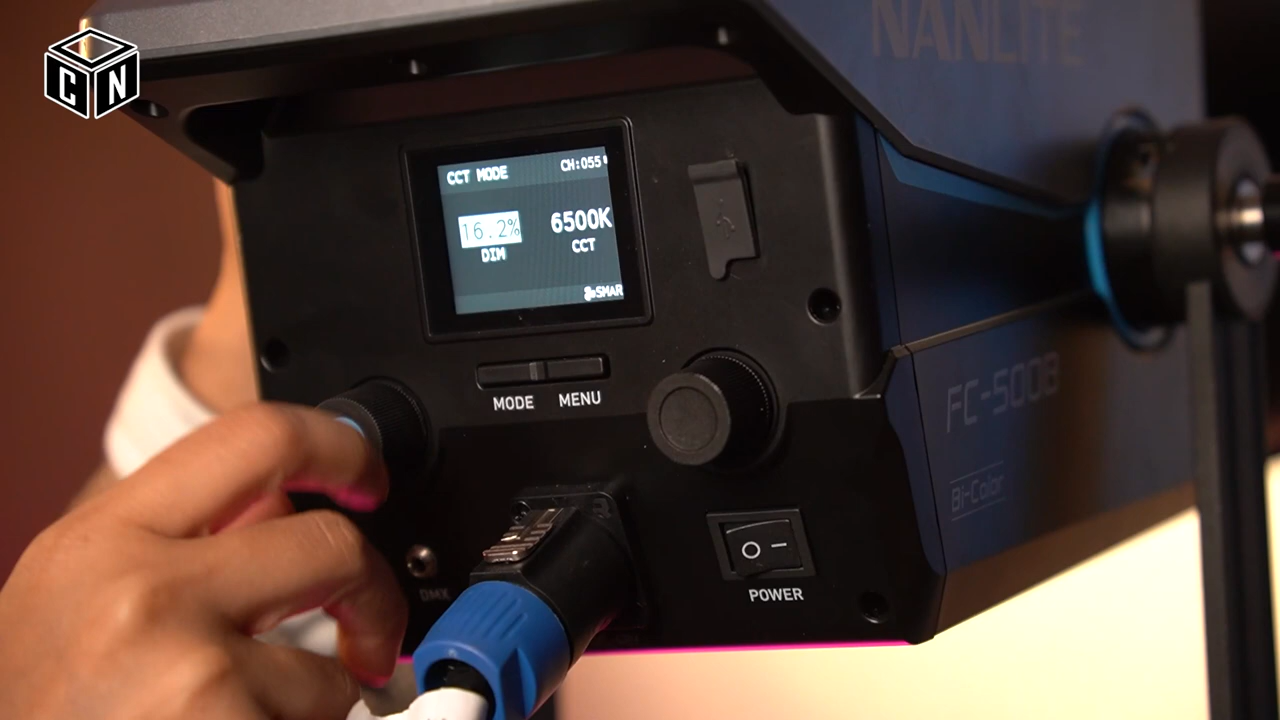 C N
NANLITE
CCT MODE
CH:055
16.2%
6500K
DIM
CCT
SMAR
MODE
MENU
FC-500B
Bi-Color
POWER
DMX